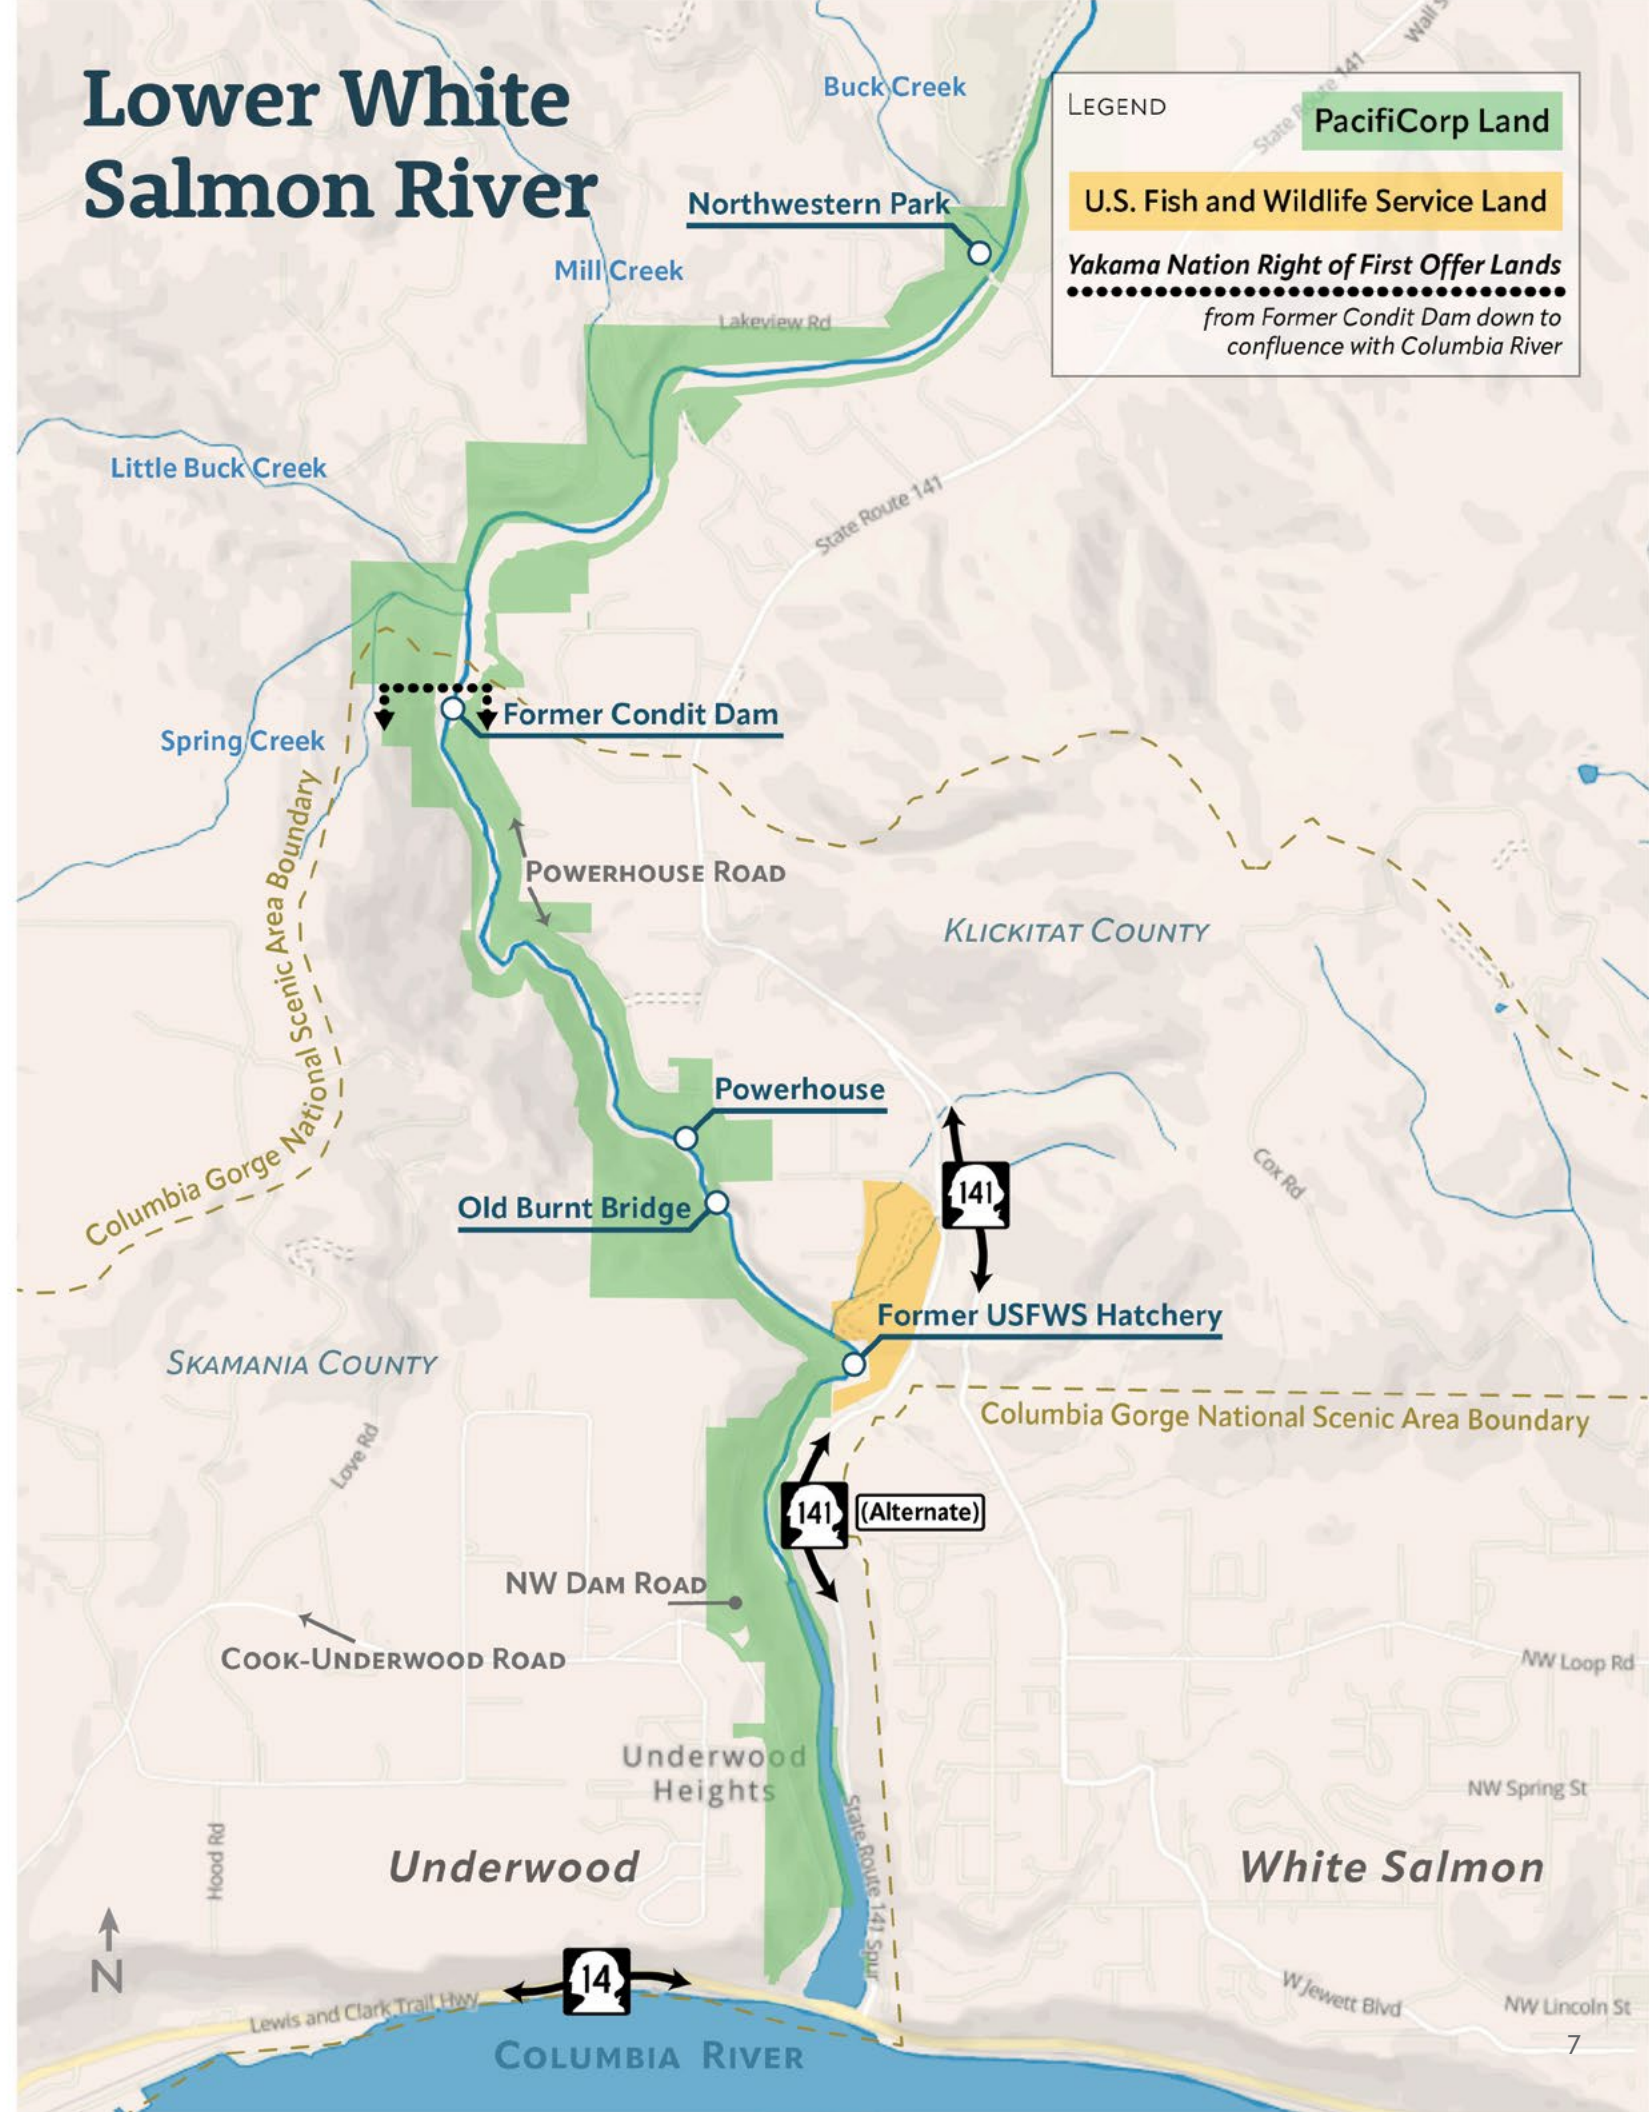 Lower White
Salmon River
Buck Creek
Wall S
State Route 141
LEGEND
PacifiCorp Land
U.S. Fish and Wildlife Service Land
Yakama Nation Right of First Offer Lands
from Former Condit Dam down to
confluence with Columbia River
Northwestern Park
Mill Creek
Lakeview Rd
Little Buck Creek
State Route 141
Former Condit Dam
Spring Creek
Columbia Gorge National Scenic Area Boundary
POWERHOUSE ROAD
KLICKITAT COUNTY
Powerhouse
Cox Rd
141
Old Burnt Bridge
Former USFWS Hatchery
SKAMANIA COUNTY
Columbia Gorge National Scenic Area Boundary
Love Rd
141
(Alternate)
NW DAM ROAD
COOK-UNDERWOOD ROAD
NW Loop Rd
Underwood
Heights
NW Spring St
State Route 141 Spur
Hood Rd
Underwood
White Salmon
N
14
Lewis and Clark Trail Hwy
W Jewett Blvd
NW Lincoln St
COLUMBIA RIVER
7